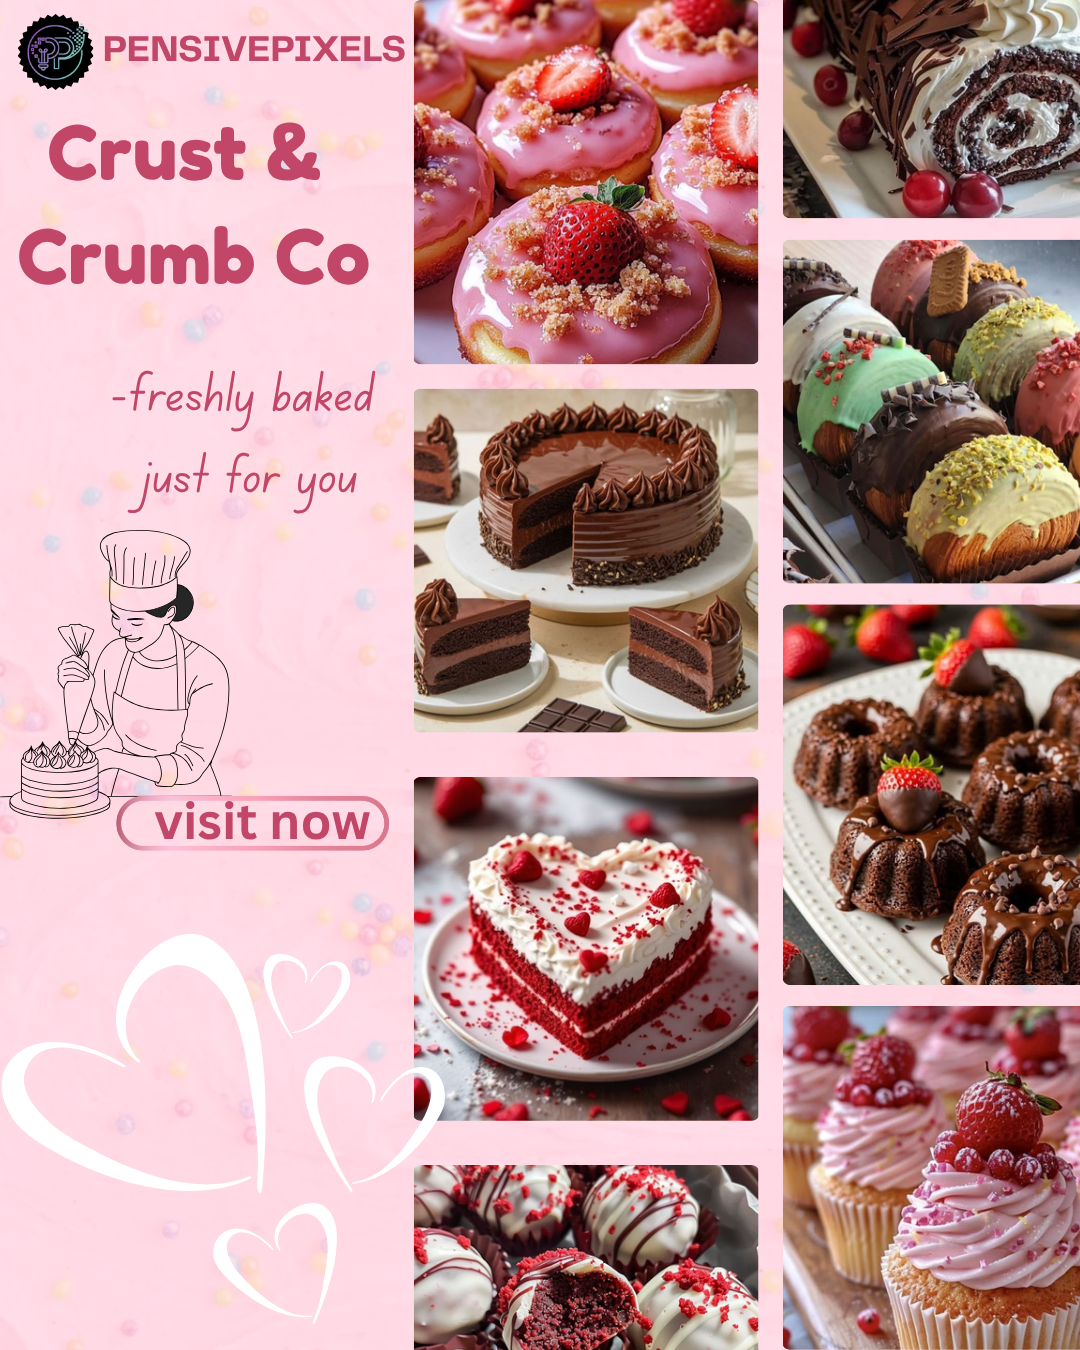 PENSIVEPIXELS
Crust &
Crumb Co
-freshly baked
just for you
visit now